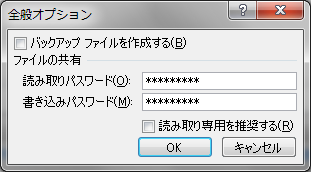 全般オプション
バックアップ ファイルを作成する(B)
ファイルの共有
読み取りパスワード(O): *********
書き込みパスワード(M): *********
読み取り専用を推奨する(R)
OK キャンセル